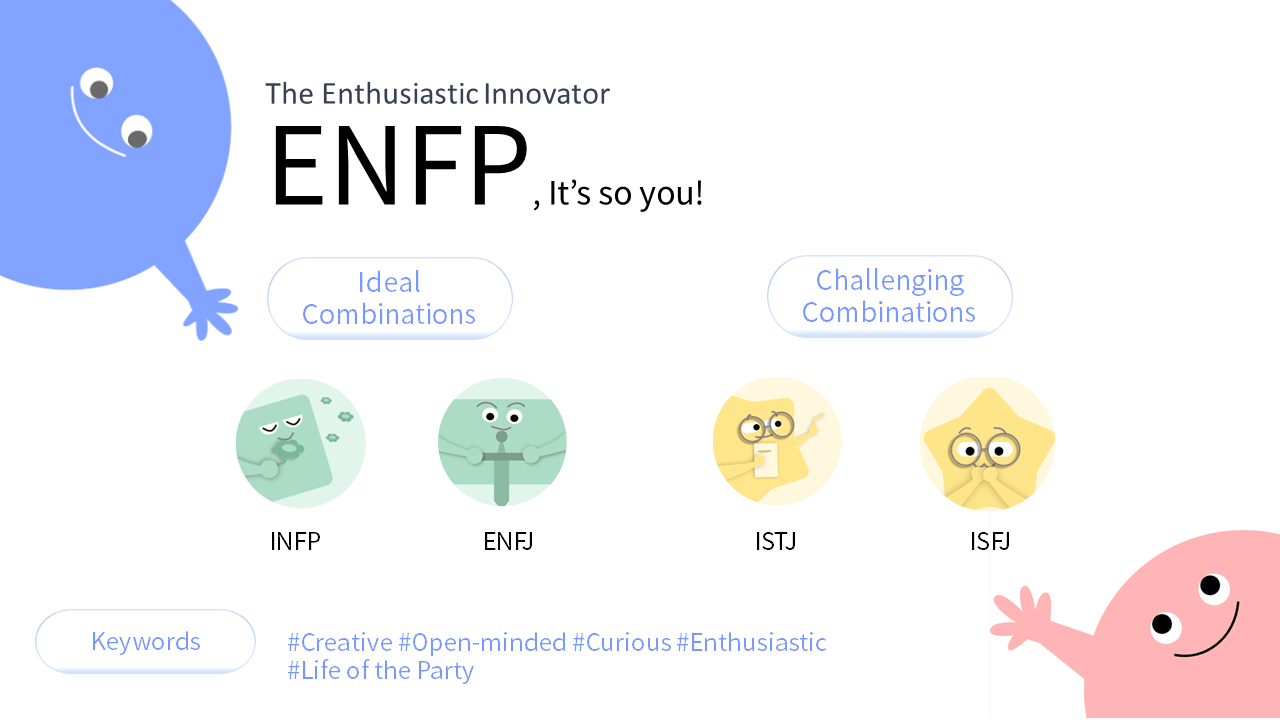 The Enthusiastic Innovator
ENFP , It’s so you!
Ideal
Combinations
Challenging
Combinations
INFP
ENFJ
ISTJ
ISFJ
Keywords
#Creative #Open-minded #Curious #Enthusiastic
#Life of the Party